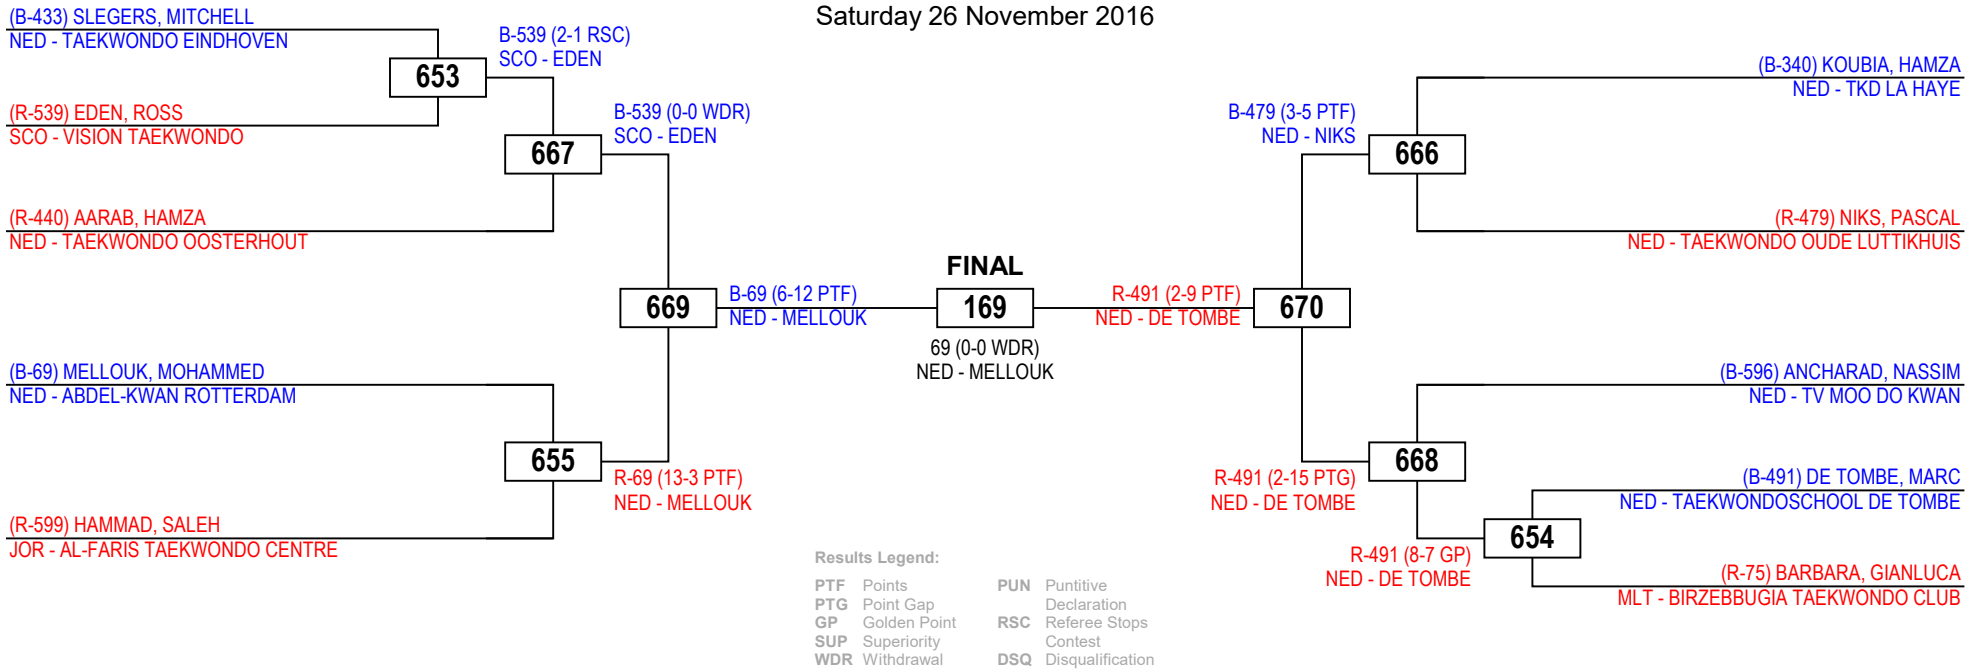 Saturday 26 November 2016
(B-433) SLEGERS, MITCHELL
NED - TAEKWONDO EINDHOVEN
B-539 (2-1 RSC)
SCO - EDEN
653
(R-539) EDEN, ROSS
SCO - VISION TAEKWONDO
B-539 (0-0 WDR)
SCO - EDEN
667
(R-440) AARAB, HAMZA
NED - TAEKWONDO OOSTERHOUT
669
B-69 (6-12 PTF)
NED - MELLOUK
(B-69) MELLOUK, MOHAMMED
NED - ABDEL-KWAN ROTTERDAM
655
R-69 (13-3 PTF)
NED - MELLOUK
(R-599) HAMMAD, SALEH
JOR - AL-FARIS TAEKWONDO CENTRE
FINAL
169
69 (0-0 WDR)
NED - MELLOUK
(B-340) KOUBIA, HAMZA
NED - TKD LA HAYE
B-479 (3-5 PTF)
NED - NIKS
666
(R-479) NIKS, PASCAL
NED - TAEKWONDO OUDE LUTTIKHUIS
R-491 (2-9 PTF)
NED - DE TOMBE
670
(B-596) ANCHARAD, NASSIM
NED - TV MOO DO KWAN
668
R-491 (2-15 PTG)
NED - DE TOMBE
(B-491) DE TOMBE, MARC
NED - TAEKWONDOSCHOOL DE TOMBE
654
R-491 (8-7 GP)
NED - DE TOMBE
(R-75) BARBARA, GIANLUCA
MLT - BIRZEBBUGIA TAEKWONDO CLUB
Results Legend:
PTF Points
PTG Point Gap
GP Golden Point
SUP Superiority
WDR Withdrawal
PUN Puntitive
Declaration
RSC Referee Stops
Contest
DSQ Disqualification